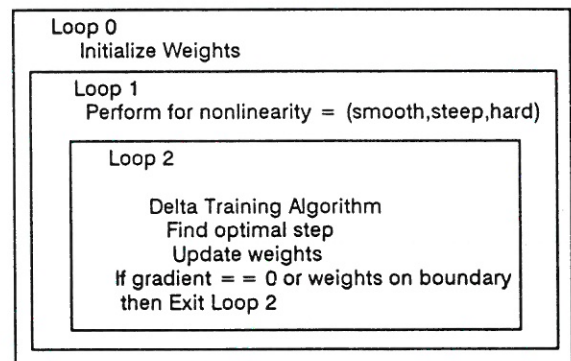 Loop 0
Initialize Weights
Loop 1
Perform for nonlinearity = (smooth,steep,hard)
Loop 2
Delta Training Algorithm
Find optimal step
Update weights
If gradient = = 0 or weights on boundary
then Exit Loop 2